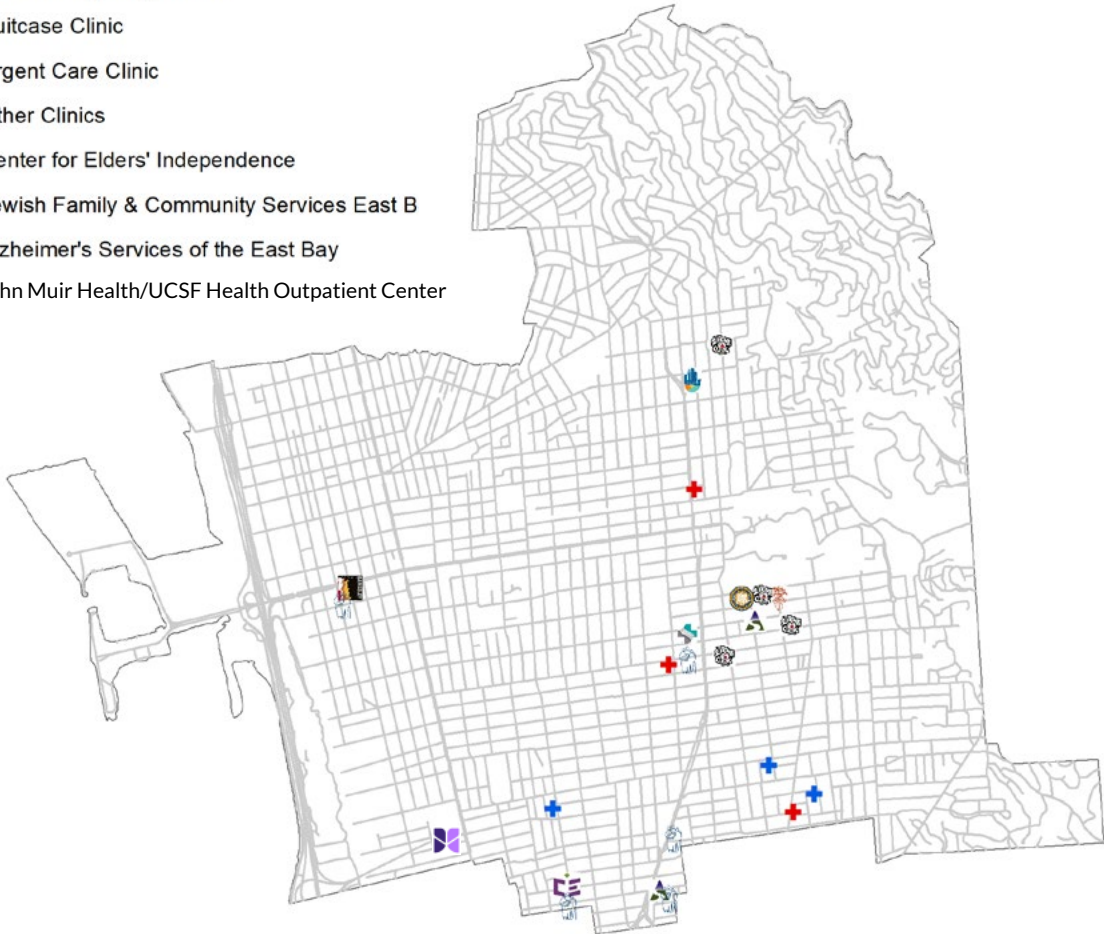 uitcase Clinic
rgent Care Clinic
ther Clinics
enter for Elders' Independence
ewish Family & Community Services East B
zheimer's Services of the East Bay
hn Muir Health/UCSF Health Outpatient Center
CE